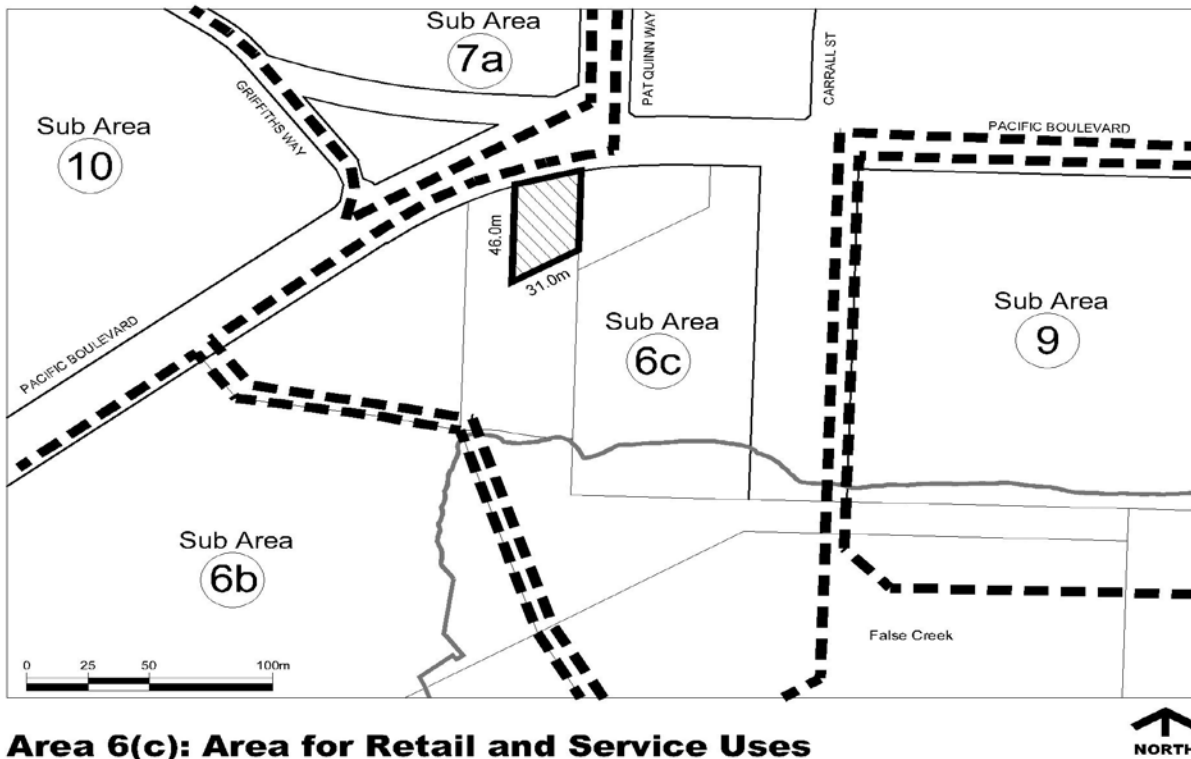 Sub Area
7a
PAT QUINN WAY
CARRALL ST
GRIFFITHS WAY
Sub Area
10
PACIFIC BOULEVARD
46.0m
31.0m
Sub Area
6c
Sub Area
9
PACIFIC BOULEVARD
Sub Area
6b
False Creek
0 25 50 100m
Area 6(c): Area for Retail and Service Uses
NORTH